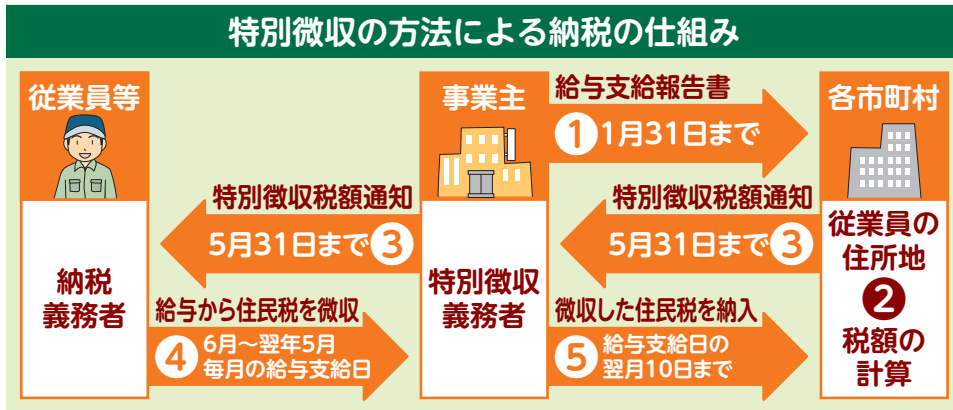 特別徴収の方法による納税の仕組み
従業員等
納税
義務者
事業主
特別徴収
義務者
各市町村
従業員の
住所地
❷
税額の
計算
給与支給報告書
① 1月31日まで
特別徴収税額通知
5月31日まで③
特別徴収税額通知
5月31日まで③
給与から住民税を徴収
④ 6月~翌年5月
毎月の給与支給日
徴収した住民税を納入
⑤ 給与支給日の
翌月10日まで